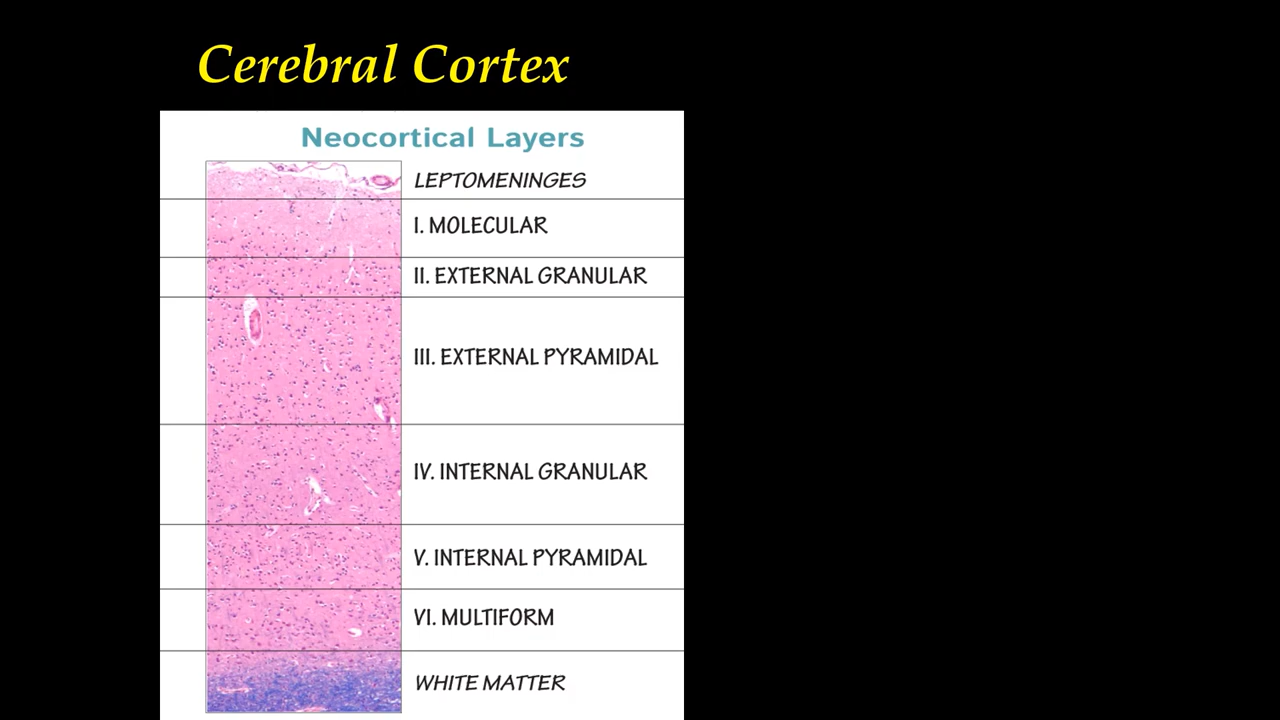 Cerebral Cortex
Neocortical Layers
LEPTOMENINGES
I. MOLECULAR
II. EXTERNAL GRANULAR
III. EXTERNAL PYRAMIDAL
IV. INTERNAL GRANULAR
V. INTERNAL PYRAMIDAL
VI. MULTIFORM
WHITE MATTER